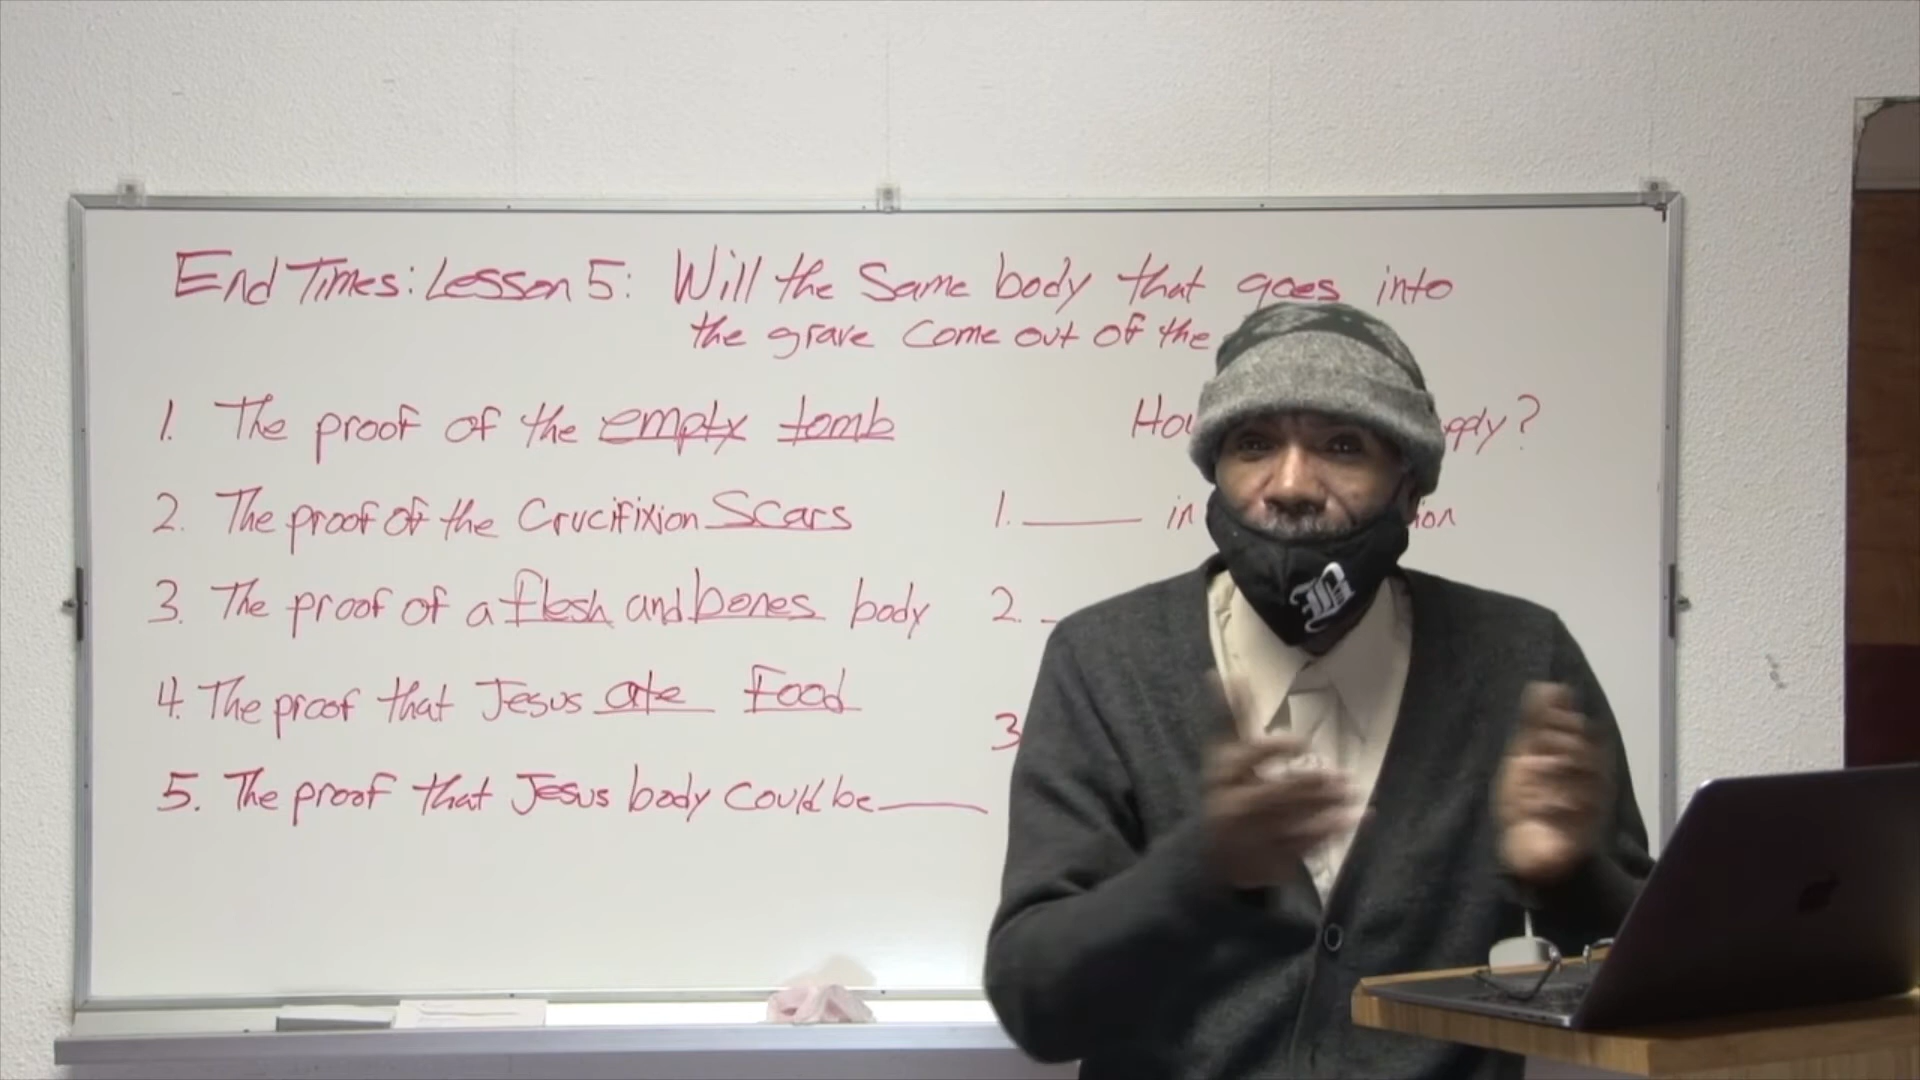 End Times: Lesson 5: Will the Same body that goes into
the grave Come out of the
1. The proof of the empty tomb
2. The proof of the Crucifixion Scars
3. The proof of a flesh and bones body
4. The proof that Jesus ate Food
5. The proof that Jesus body Could be____
?
1. ____ in
2.
3
D